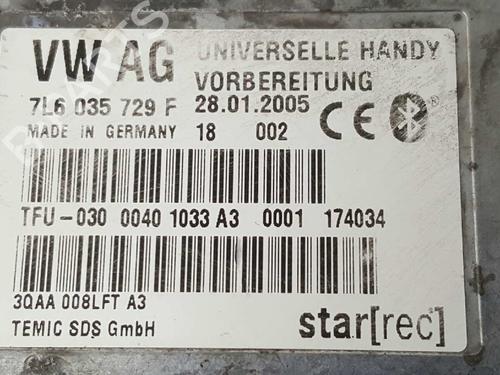 VW AG UNIVERSELLE HANDY
VORBEREITUNG
7L6 035 729 F 28.01.2005
MADE IN GERMANY 18 002 CE
TFU-030 0040 1033 A3 0001 174034
3QAA 008LFT A3
TEMIC SDS GmbH star[rec]